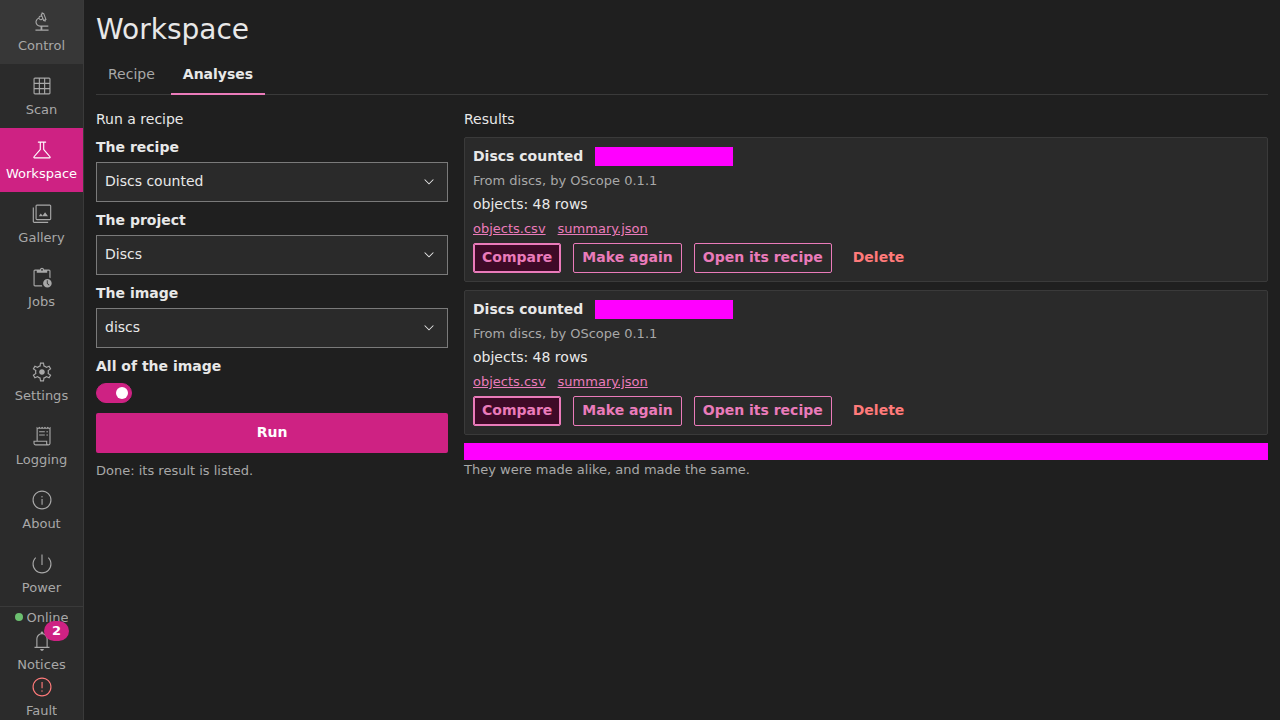 Control
Scan
Workspace
Gallery
Jobs
Settings
Logging
About
Power
Online
2
Notices
Fault
Workspace
Recipe
Analyses
Run a recipe
The recipe
Discs counted
The project
Discs
The image
discs
All of the image
Run
Done: its result is listed.
Results
Discs counted
From discs, by OScope 0.1.1
objects: 48 rows
objects.csv summary.json
Compare Make again Open its recipe Delete
Discs counted
From discs, by OScope 0.1.1
objects: 48 rows
objects.csv summary.json
Compare Make again Open its recipe Delete
They were made alike, and made the same.